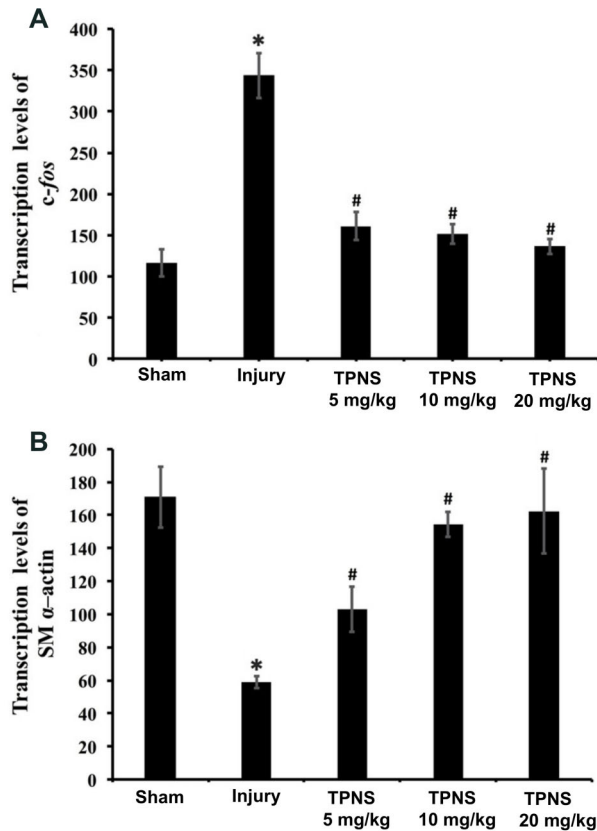 A
Transcription levels of
c-fos
400
350
300
250
200
150
100
50
0
*
#
#
#
Sham
Injury
TPNS
5 mg/kg
TPNS
10 mg/kg
TPNS
20 mg/kg
B
Transcription levels of
SM α–actin
200
180
160
140
120
100
80
60
40
20
0
*
#
#
#
Sham
Injury
TPNS
5 mg/kg
TPNS
10 mg/kg
TPNS
20 mg/kg